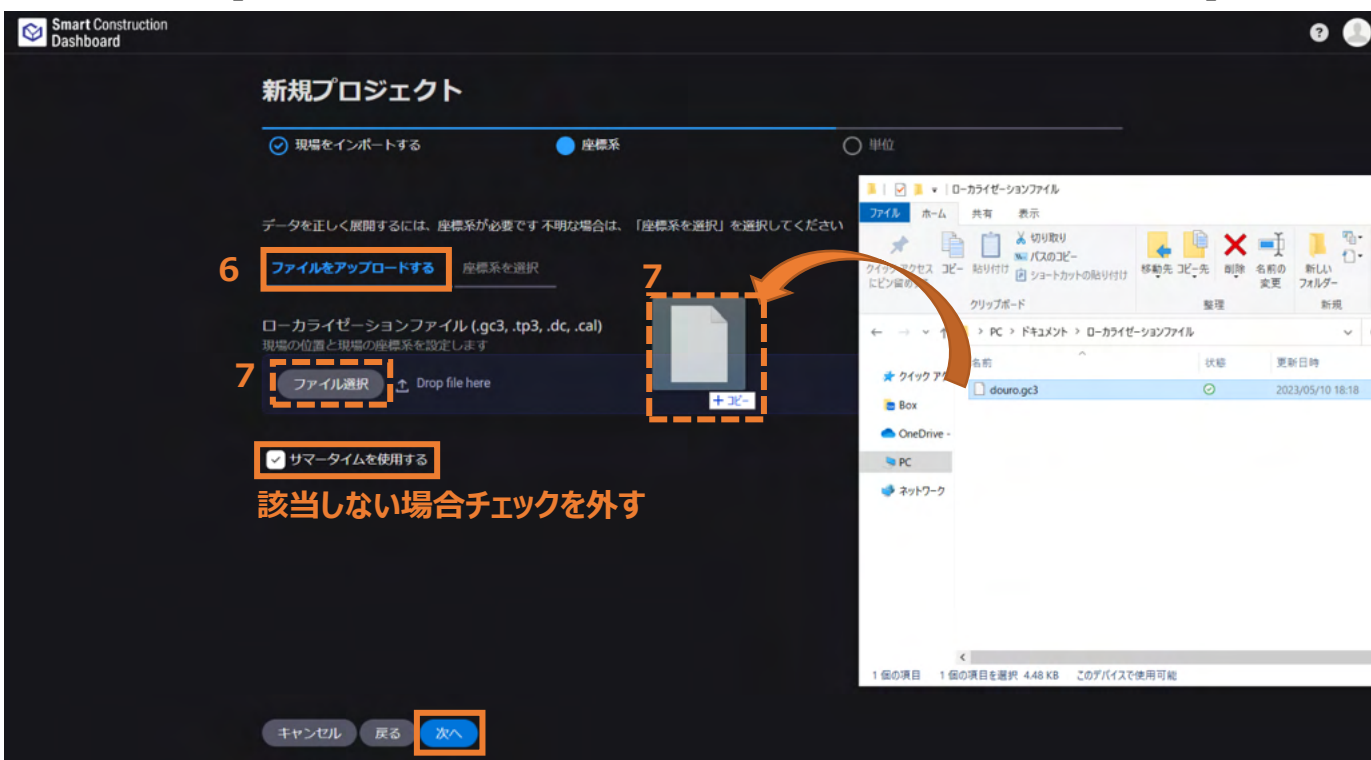 Smart Construction
Dashboard
?
新規プロジェクト
現場をインポートする
座標系
単位
データを正しく展開するには、座標系が必要です 不明な場合は、「座標系を選択」を選択してください
6
ファイルをアップロードする
座標系を選択
7
ローカライゼーションファイル (.gc3, .tp3, .dc, .cal)
現場の位置と現場の座標系を設定します
7
ファイル選択
Drop file here
+ コピー
サマータイムを使用する
該当しない場合チェックを外す
キャンセル
戻る
次へ
ローカライゼーションファイル
ファイル
ホーム
共有
表示
コピー
貼り付け
切り取り
パスのコピー
ショートカットの貼り付け
クリップボード
移動先
コピー先
削除
名前の
変更
整理
新しい
フォルダー
新規
> PC > ドキュメント > ローカライゼーションファイル
名前
状態
更新日時
douro.gc3
2023/05/10 18:18
クイック
Box
OneDrive -
PC
ネットワーク
1 個の項目
1 個の項目を選択 4.48 KB
このデバイスで使用可能